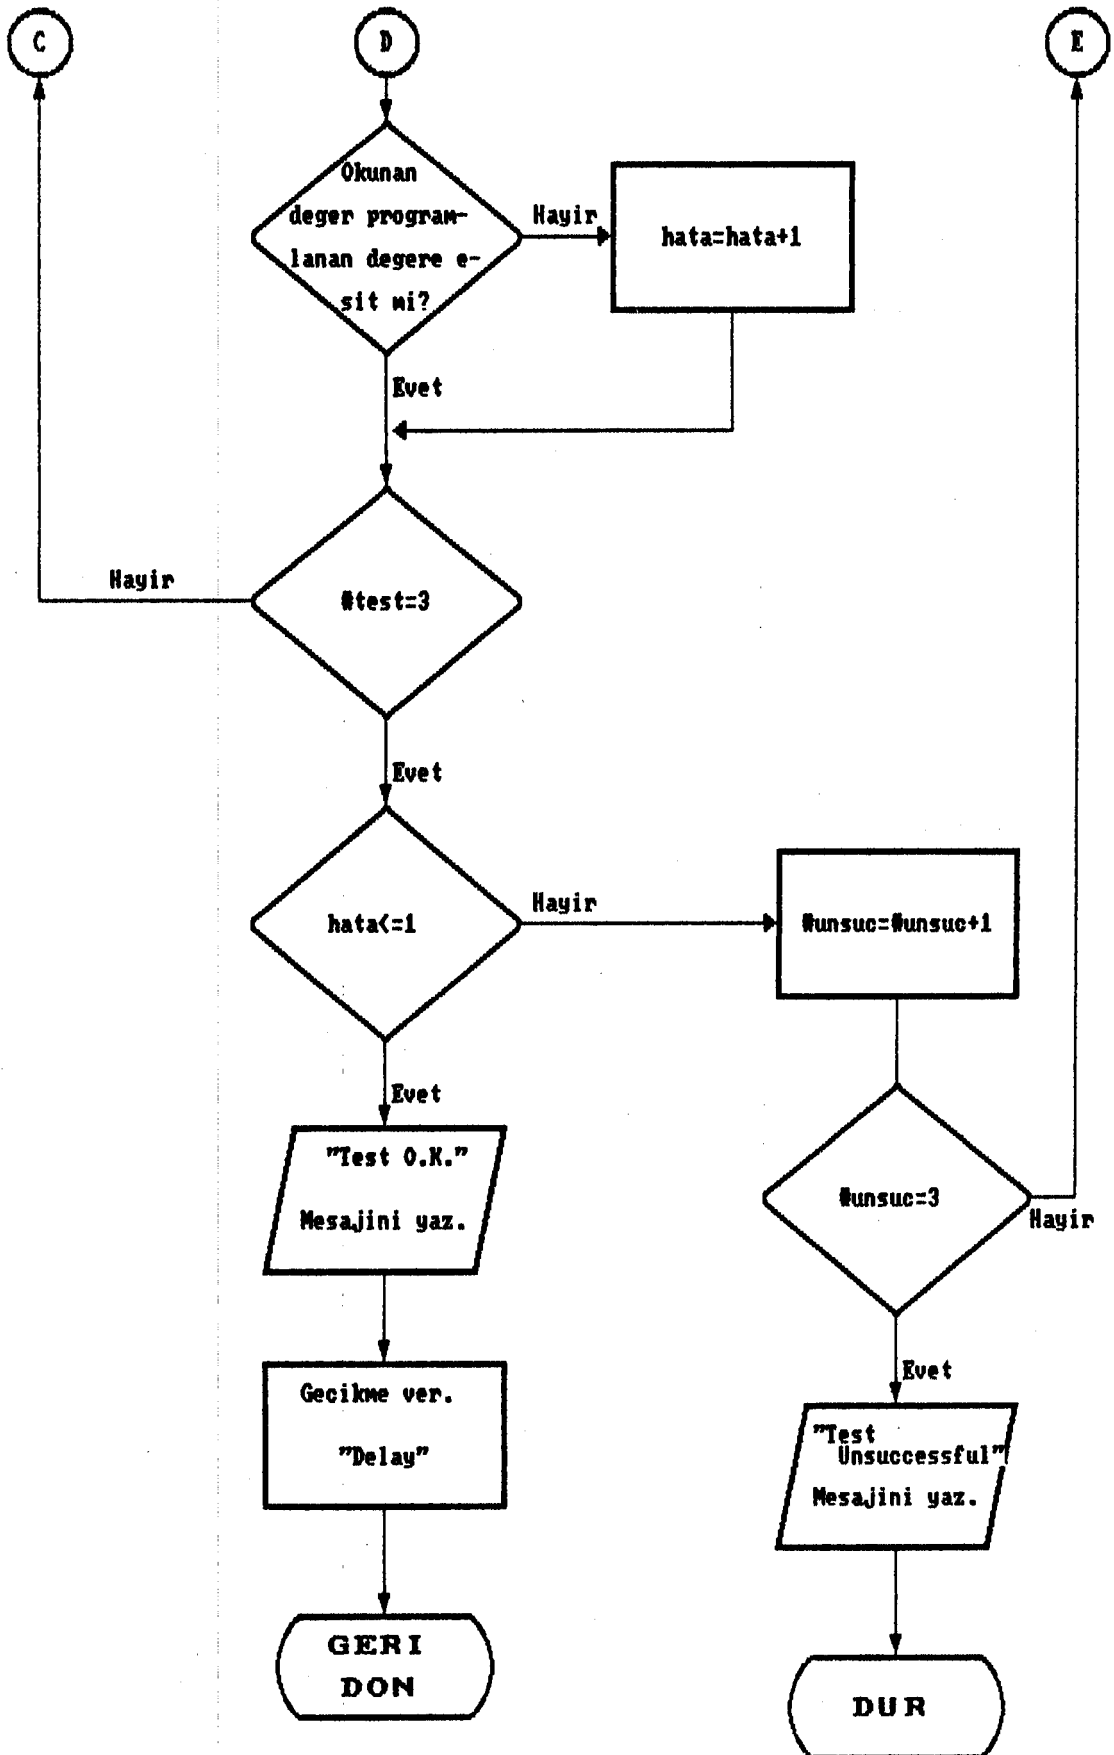 C
D
E
Okunan
deger program-
lanan degere e-
sit mi?
Hayir
hata=hata+1
Evet
Hayir
#test=3
Evet
hata<=1
Hayir
#unsuc=#unsuc+1
Evet
"Test O.K."
Mesajini yaz.
#unsuc=3
Hayir
Gecikme ver.
"Delay"
Evet
"Test
Unsuccessful"
Mesajini yaz.
GERI
DON
DUR